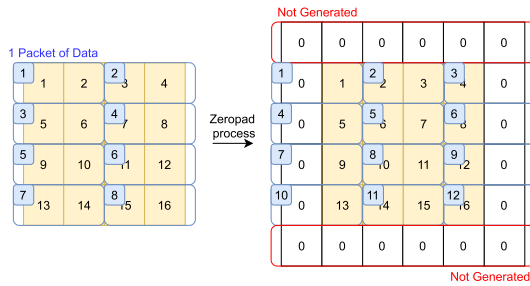 Not Generated
0 0 0 0 0 0
1 Packet of Data
1 1 2 2 3 4
3 5 6 4 7 8
5 9 10 6 11 12
7 13 14 8 15 16
Zeropad
process
1 0 1 2 2 3 3 4 0
4 0 5 5 6 7 6 8 0
7 0 9 8 10 11 9 12 0
10 0 13 11 14 15 12 16 0
0 0 0 0 0 0
Not Generated